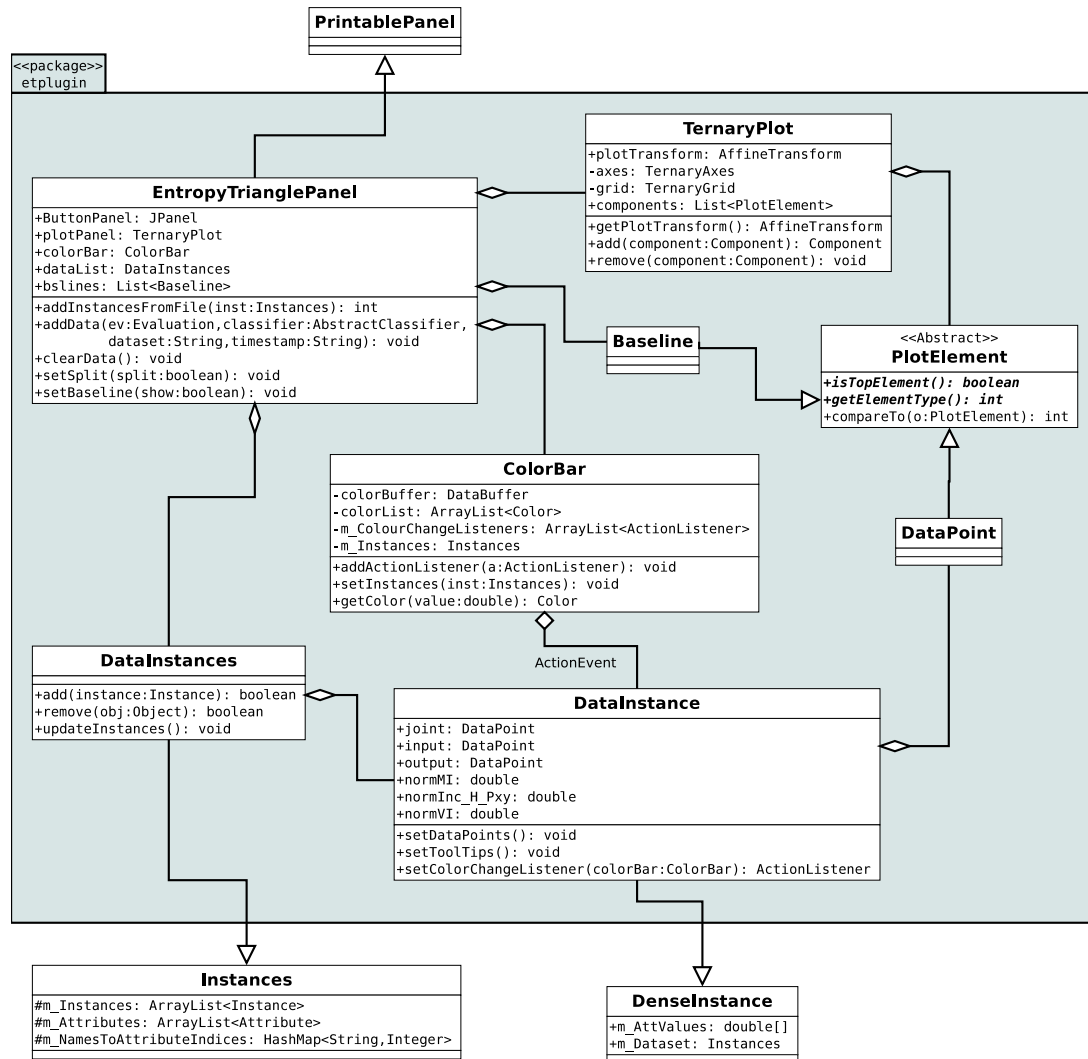 PrintablePanel
<<package>>
etplugin
TernaryPlot
+plotTransform: AffineTransform
-axes: TernaryAxes
-grid: TernaryGrid
+components: List<PlotElement>
+getPlotTransform(): AffineTransform
+add(component:Component): Component
+remove(component:Component): void
EntropyTrianglePanel
+ButtonPanel: JPanel
+plotPanel: TernaryPlot
+colorBar: ColorBar
+dataList: DataInstances
+bslines: List<Baseline>
+addInstancesFromFile(inst:Instances): int
+addData(ev:Evaluation,classifier:AbstractClassifier,
dataset:String,timestamp:String): void
+clearData(): void
+setSplit(split:boolean): void
+setBaseline(show:boolean): void
Baseline
<<Abstract>>
PlotElement
+isTopElement(): boolean
+getElementType(): int
+compareTo(o:PlotElement): int
ColorBar
-colorBuffer: DataBuffer
-colorList: ArrayList<Color>
-m_ColourChangeListeners: ArrayList<ActionListener>
-m_Instances: Instances
+addActionListener(a:ActionListener): void
+setInstances(inst:Instances): void
+getColor(value:double): Color
DataPoint
ActionEvent
DataInstances
+add(instance:Instance): boolean
+remove(obj:Object): boolean
+updateInstances(): void
DataInstance
+joint: DataPoint
+input: DataPoint
+output: DataPoint
+normMI: double
+normInc_H_Pxy: double
+normVI: double
+setDataPoints(): void
+setToolTips(): void
+setColorChangeListener(colorBar:ColorBar): ActionListener
Instances
#m_Instances: ArrayList<Instance>
#m_Attributes: ArrayList<Attribute>
#m_NamesToAttributeIndices: HashMap<String,Integer>
DenseInstance
+m_AttValues: double[]
+m_Dataset: Instances